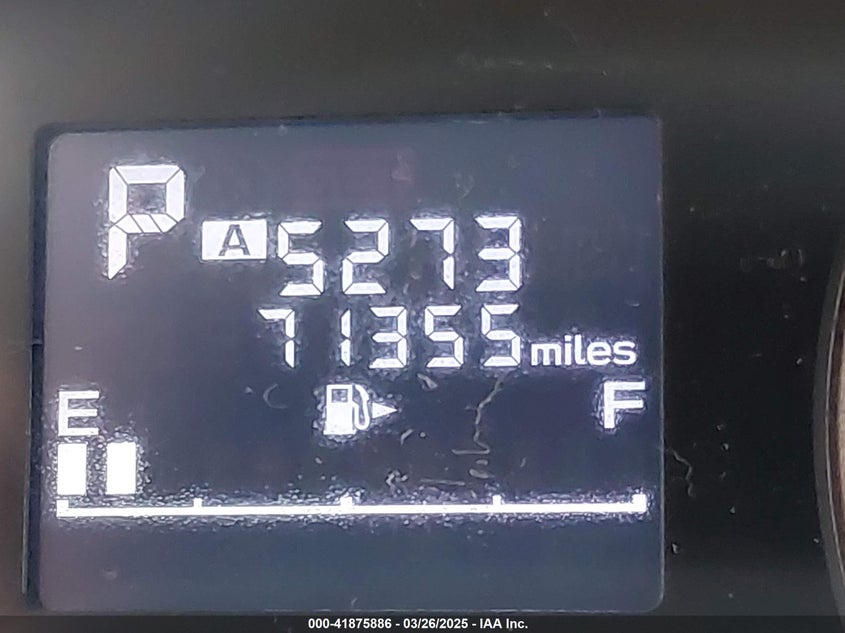 P
A 5273
71355 miles
E F
000-41875886 - 03/26/2025 - IAA Inc.